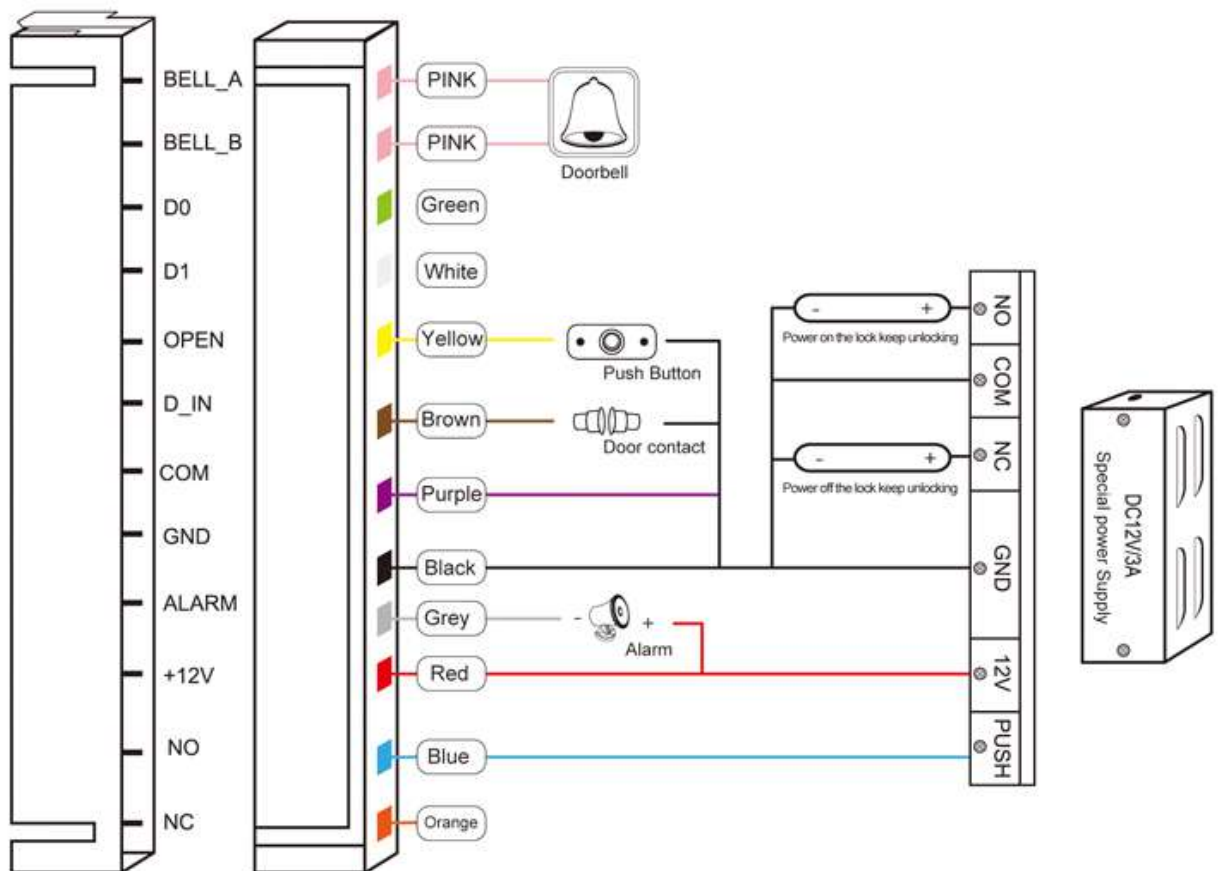 BELL_A
BELL_B
D0
D1
OPEN
D_IN
COM
GND
ALARM
+12V
NO
NC
PINK
PINK
Green
White
Yellow
Brown
Purple
Black
Grey
Red
Blue
Orange
Doorbell
Push Button
Door contact
- +
Alarm
- +
Power on the lock keep unlocking
- +
Power off the lock keep unlocking
NO
COM
NC
GND
12V
PUSH
DC12V/3A
Special power Supply